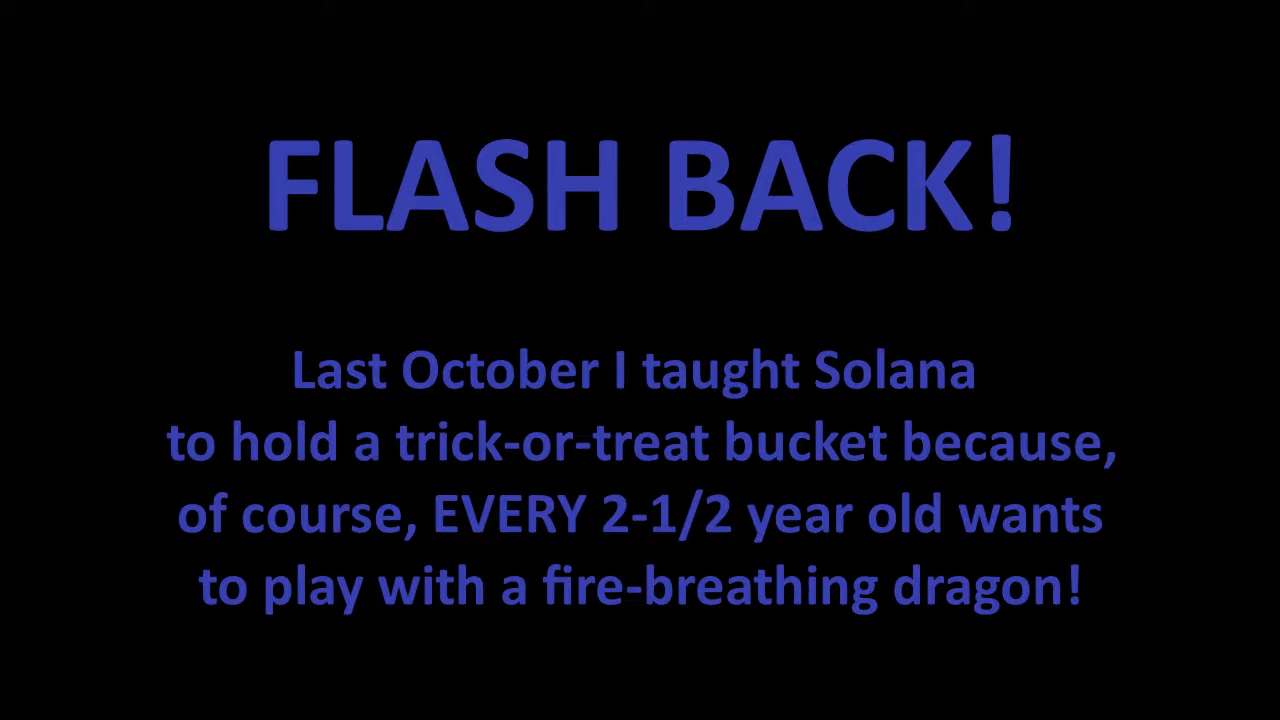 FLASH BACK!
Last October I taught Solana
to hold a trick-or-treat bucket because,
of course, EVERY 2-1/2 year old wants
to play with a fire-breathing dragon!